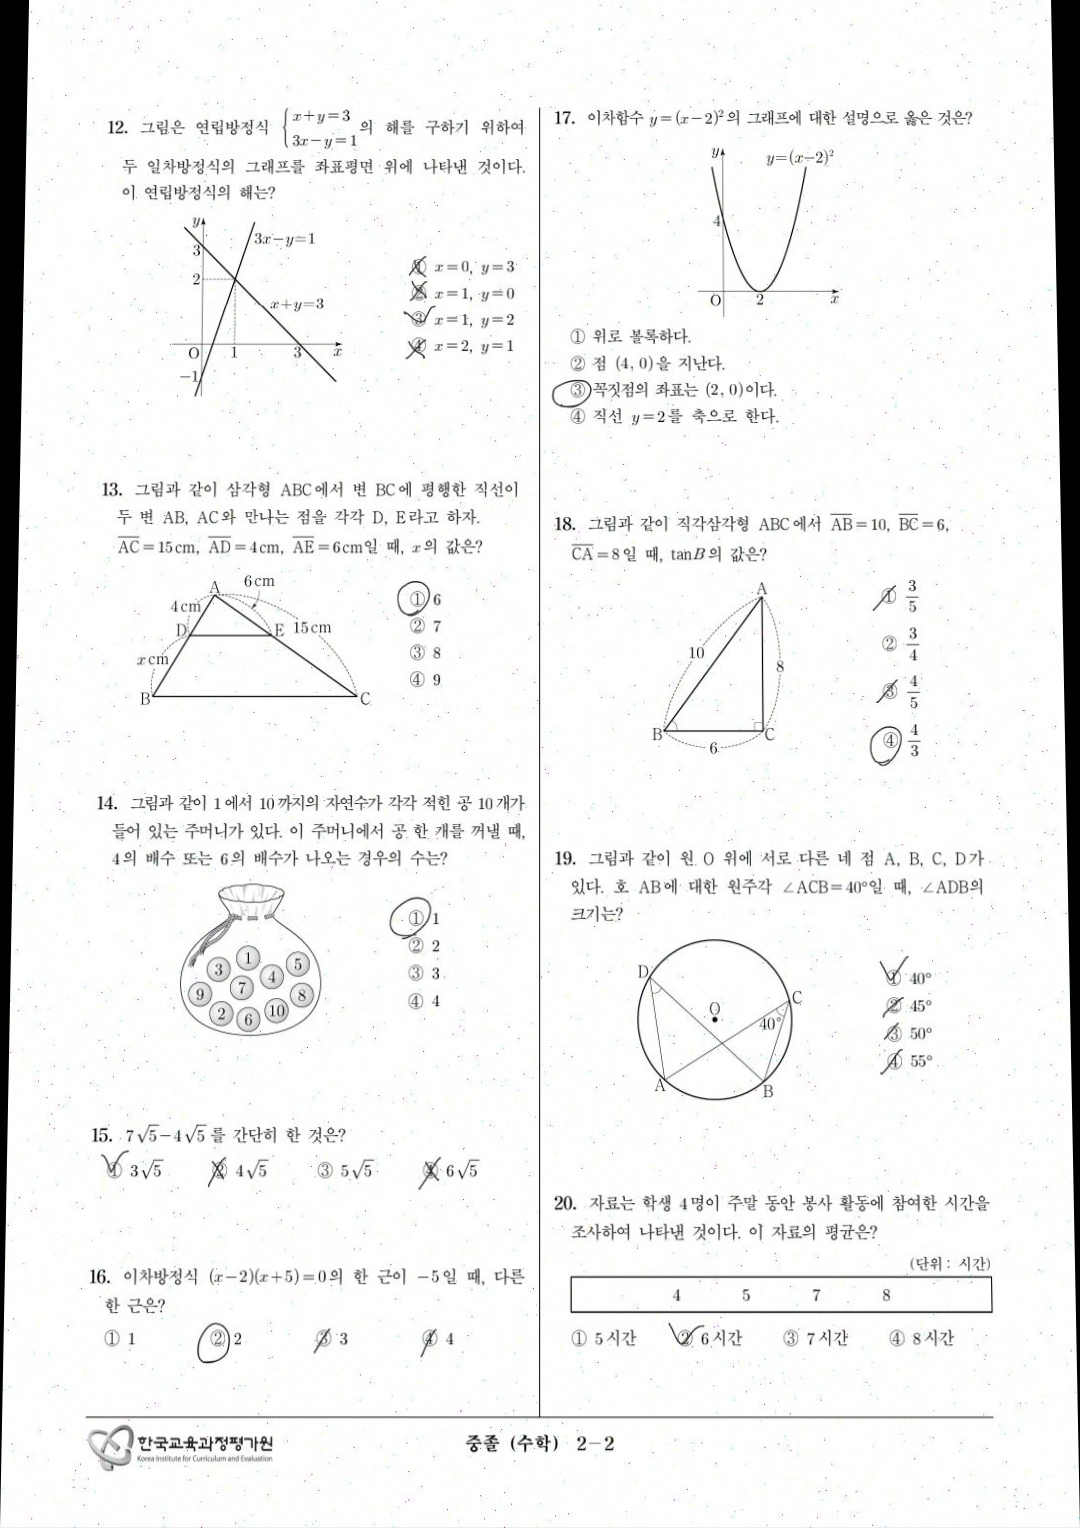 12. 그림은 연립방정식 { x+y=3 의 해를 구하기 위하여
3x-y=1
두 일차방정식의 그래프를 좌표평면 위에 나타낸 것이다.
이 연립방정식의 해는?
y
3x-y=1
3
2
x+y=3
O 1 3 x
-1
① x=0, y=3
② x=1, y=0
③ x=1, y=2
④ x=2, y=1
13. 그림과 같이 삼각형 ABC에서 변 BC에 평행한 직선이
두 변 AB, AC와 만나는 점을 각각 D, E라고 하자.
\overline{AC}=15cm, \overline{AD}=4cm, \overline{AE}=6cm일 때, x의 값은?
A 6cm
4cm
D E 15cm
xcm
B C
① 6
② 7
③ 8
④ 9
14. 그림과 같이 1에서 10까지의 자연수가 각각 적힌 공 10개가
들어 있는 주머니가 있다. 이 주머니에서 공 한 개를 꺼낼 때,
4의 배수 또는 6의 배수가 나오는 경우의 수는?
1
3 5
4
7
9 8
2 6 10
① 1
② 2
③ 3
④ 4
15. 7√5-4√5를 간단히 한 것은?
① 3√5 ② 4√5 ③ 5√5 ④ 6√5
16. 이차방정식 (x-2)(x+5)=0의 한 근이 -5일 때, 다른
한 근은?
① 1 ② 2 ③ 3 ④ 4
17. 이차함수 y=(x-2)²의 그래프에 대한 설명으로 옳은 것은?
y y=(x-2)²
4
O 2 x
① 위로 볼록하다.
② 점 (4, 0)을 지난다.
③ 꼭짓점의 좌표는 (2, 0)이다.
④ 직선 y=2를 축으로 한다.
18. 그림과 같이 직각삼각형 ABC에서 \overline{AB}=10, \overline{BC}=6,
\overline{CA}=8일 때, tanB의 값은?
A
10
8
B C
6
① 3/5
② 3/4
③ 4/5
④ 4/3
19. 그림과 같이 원 O 위에 서로 다른 네 점 A, B, C, D가
있다. 호 AB에 대한 원주각 ∠ACB=40°일 때, ∠ADB의
크기는?
D
C
O
40°
A
B
① 40°
② 45°
③ 50°
④ 55°
20. 자료는 학생 4명이 주말 동안 봉사 활동에 참여한 시간을
조사하여 나타낸 것이다. 이 자료의 평균은?
(단위: 시간)
4 5 7 8
① 5시간 ② 6시간 ③ 7시간 ④ 8시간
한국교육과정평가원
Korea Institute for Curriculum and Evaluation
중졸 (수학) 2-2